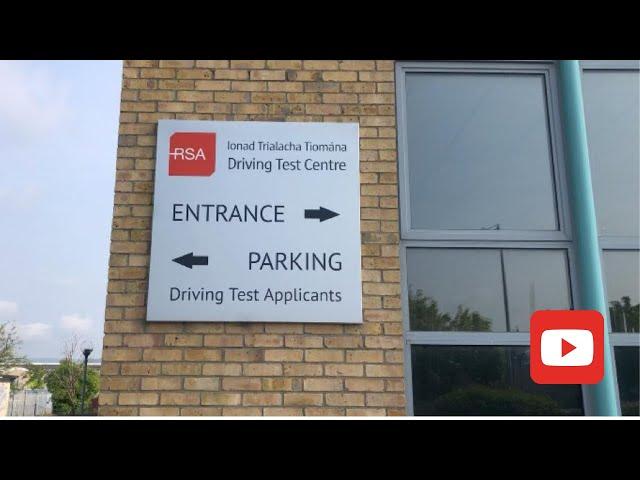 RSA
Ionad Trialacha Tiomána
Driving Test Centre
ENTRANCE
PARKING
Driving Test Applicants